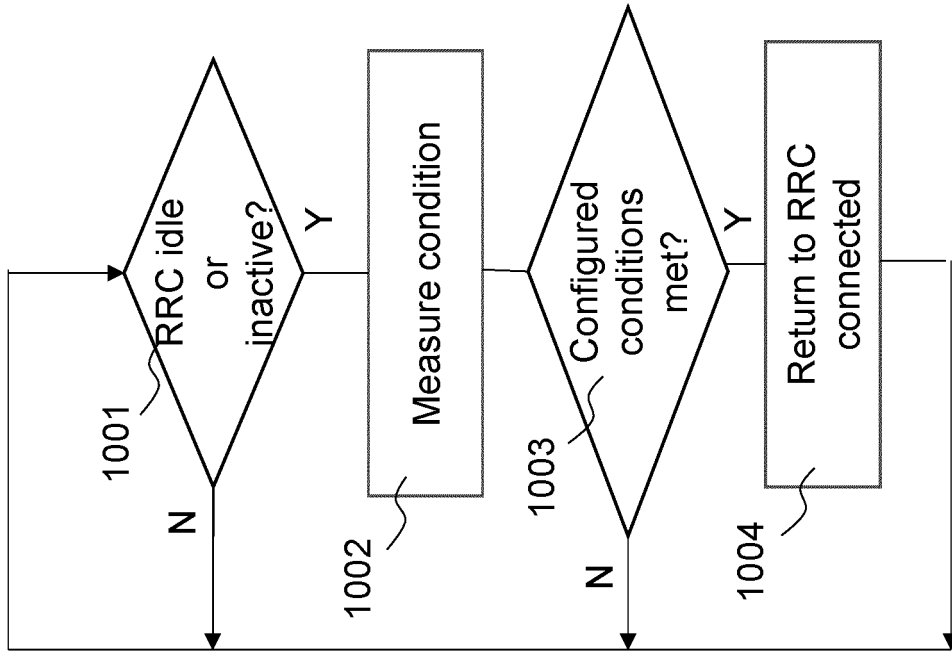 1001
RRC idle
or
inactive?
N
Y
1002
Measure condition
1003
Configured
conditions
met?
N
Y
1004
Return to RRC
connected